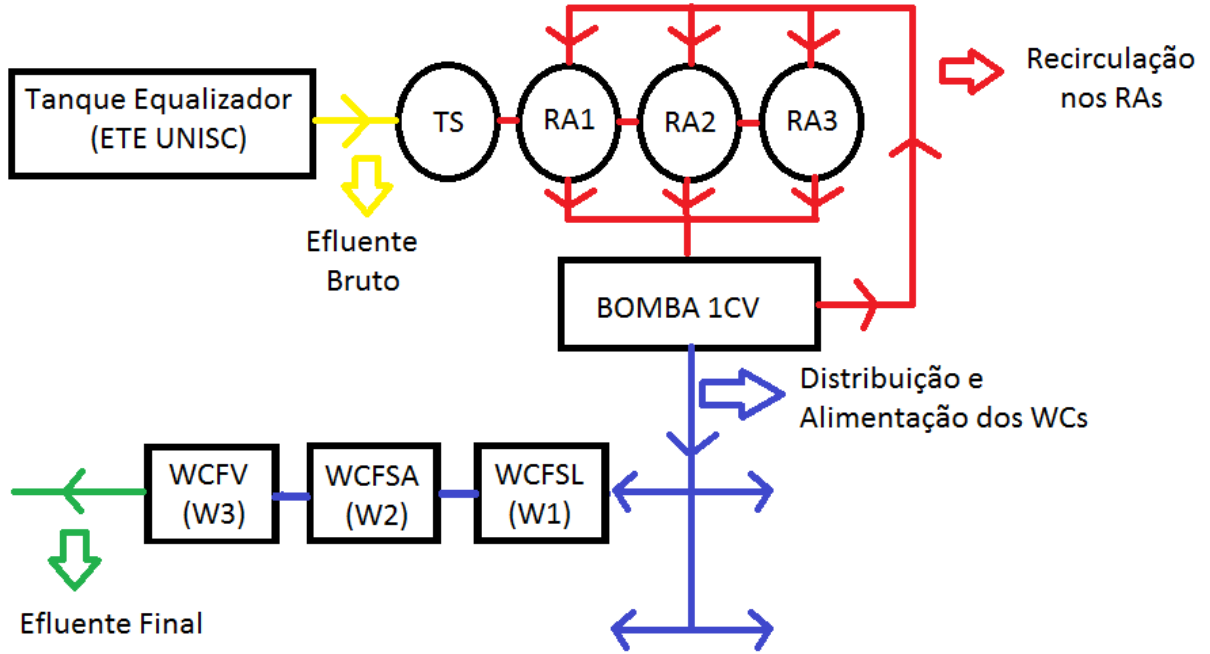 Tanque Equalizador
(ETE UNISC)
TS
RA1
RA2
RA3
Recirculação
nos RAs
Efluente
Bruto
BOMBA 1CV
Distribuição e
Alimentação dos WCs
WCFV
(W3)
WCFSA
(W2)
WCFSL
(W1)
Efluente Final